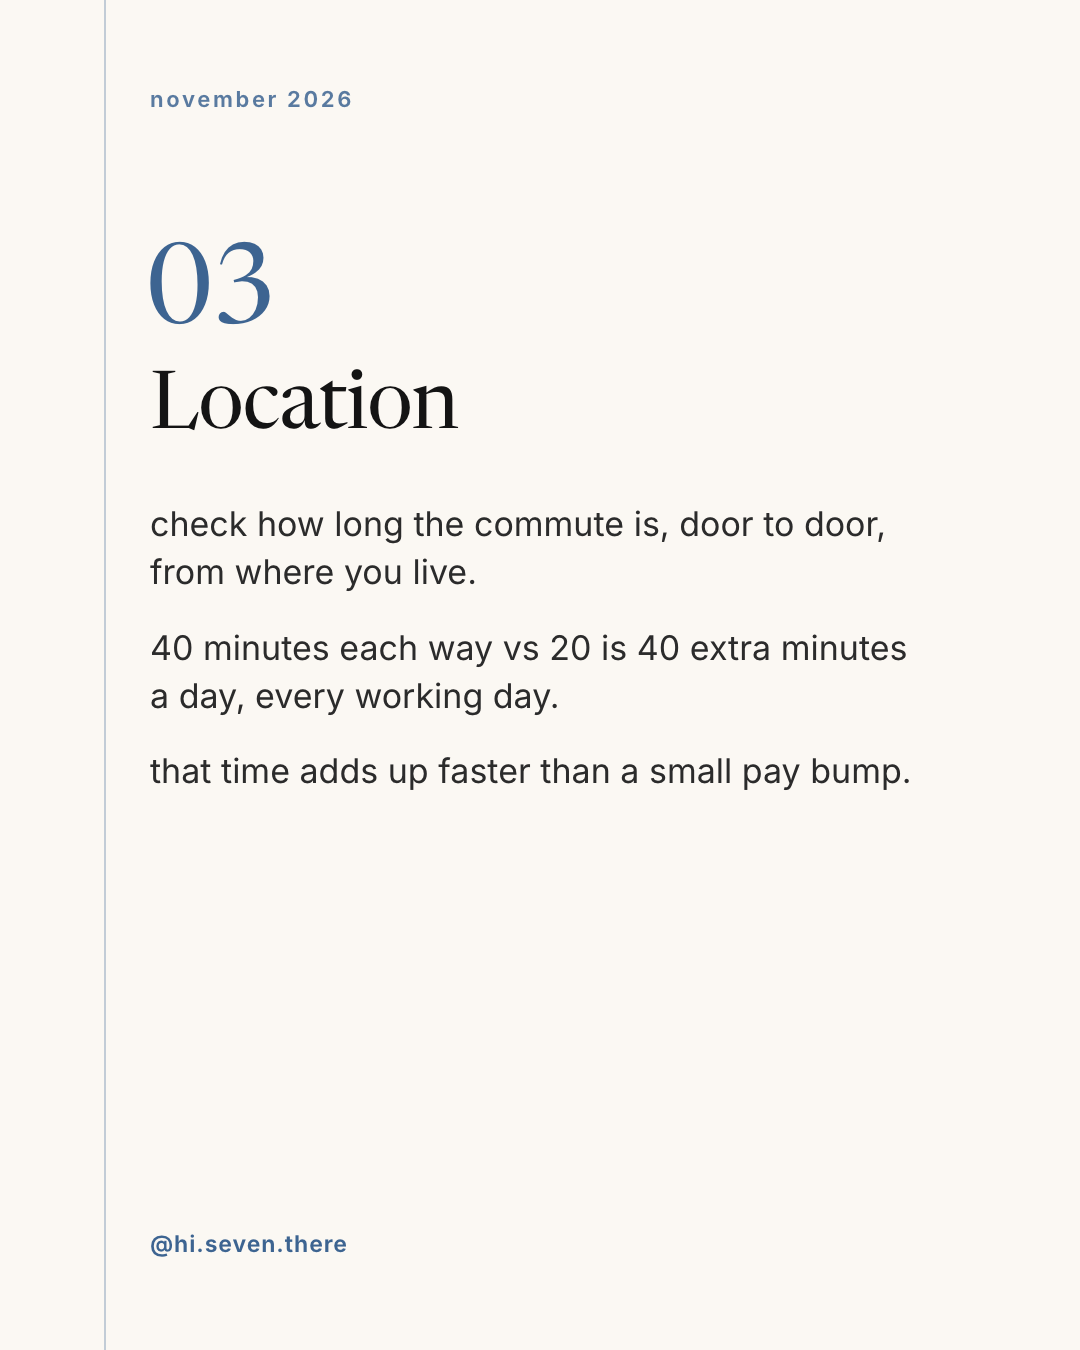 november 2026
03
Location
check how long the commute is, door to door,
from where you live.
40 minutes each way vs 20 is 40 extra minutes
a day, every working day.
that time adds up faster than a small pay bump.
@hi.seven.there